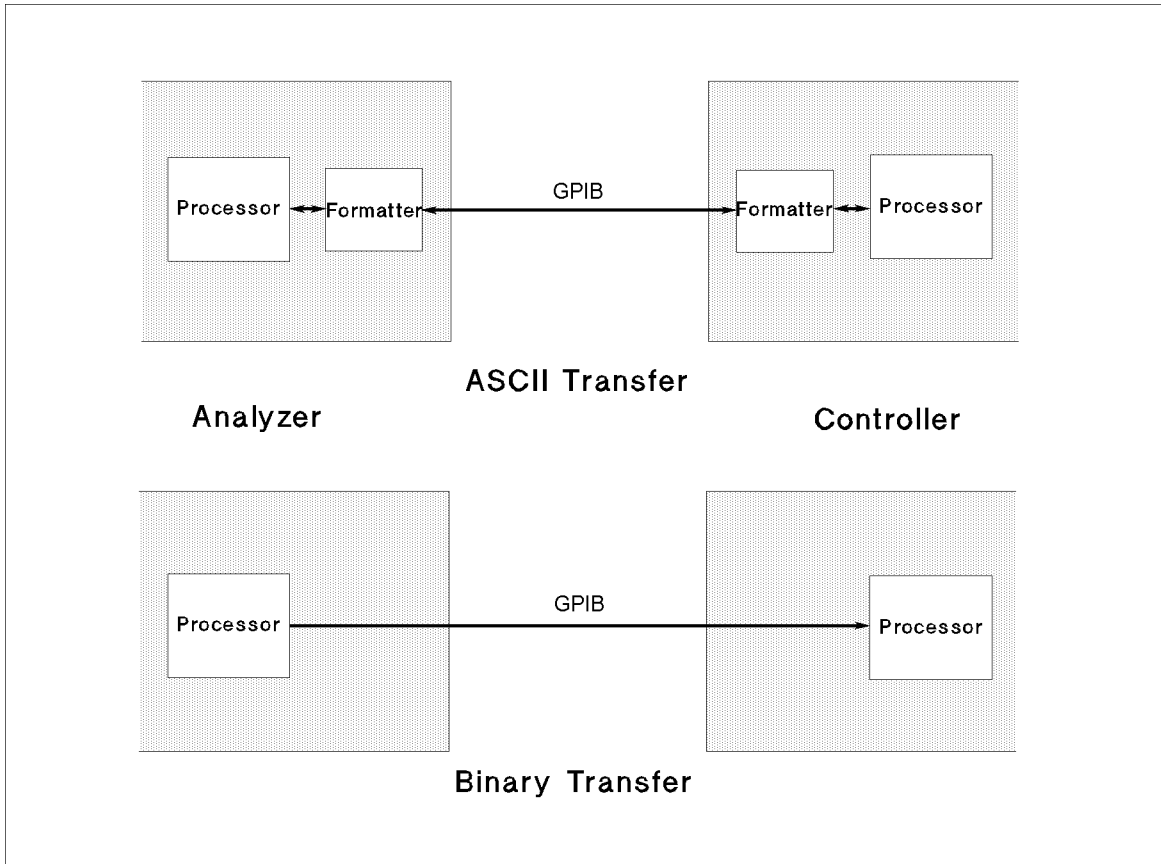 GPIB
Processor
Formatter
Formatter
Processor
ASCII Transfer
Analyzer
Controller
GPIB
Processor
Processor
Binary Transfer